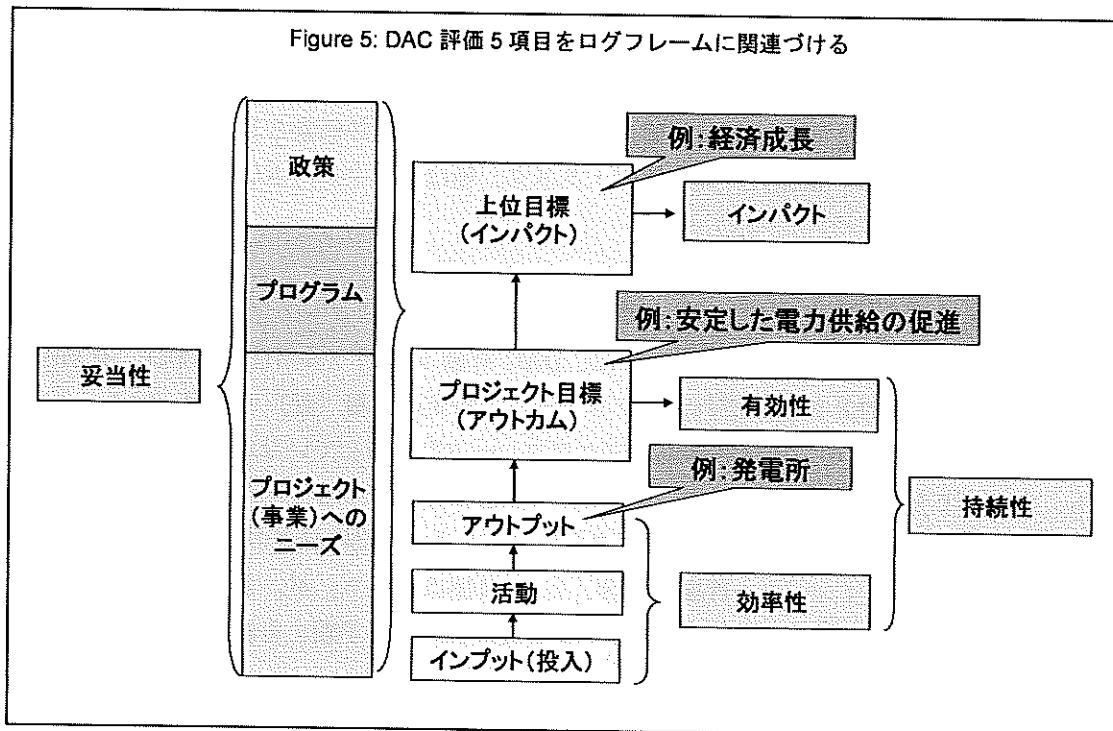 Figure 5: DAC 評価 5 項目をログフレームに関連づける
妥当性
政策
プログラム
プロジェクト
(事業)への
ニーズ
例:経済成長
上位目標
(インパクト)
インパクト
例:安定した電力供給の促進
プロジェクト目標
(アウトカム)
有効性
例:発電所
アウトプット
活動
インプット(投入)
効率性
持続性